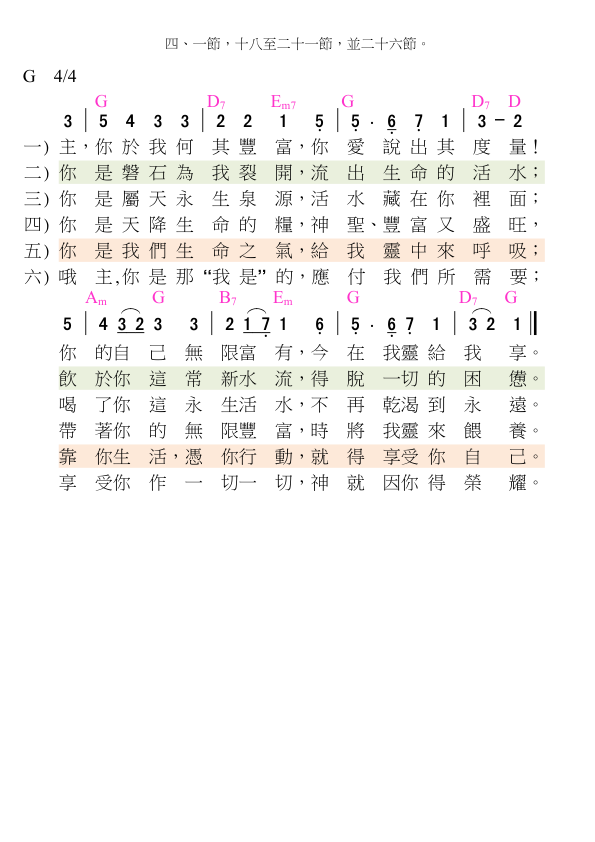 四、一節，十八至二十一節，並二十六節。
G 4/4
G D7 Em7 G D7 D
3 | 5 4 3 3 | 2 2 1 5̣ | 5̣ . 6̣ 7̣ 1 | 3 – 2
一) 主，你 於 我 何 其 豐 富，你 愛 說 出 其 度 量！
二) 你 是 磐 石 為 我 裂 開，流 出 生 命 的 活 水；
三) 你 是 屬 天 永 生 泉 源，活 水 藏 在 你 裡 面；
四) 你 是 天 降 生 命 的 糧，神 聖、豐 富 又 盛 旺，
五) 你 是 我 們 生 命 之 氣，給 我 靈 中 來 呼 吸；
六) 哦 主，你 是 那 “我 是” 的，應 付 我 們 所 需 要；
Am G B7 Em G D7 G
5 | 4 3 2 3 3 | 2 1 7̣ 1 6̣ | 5̣ . 6̣ 7̣ 1 | 3 2 1 ‖
你 的自 己 無 限富 有，今 在 我靈 給 我 享。
飲 於你 這 常 新水 流，得 脫 一切 的 困 憊。
喝 了你 這 永 生活 水，不 再 乾渴 到 永 遠。
帶 著你 的 無 限豐 富，時 將 我靈 來 餵 養。
靠 你生 活，憑 你行 動，就 得 享受 你 自 己。
享 受你 作 一 切一 切，神 就 因你 得 榮 耀。